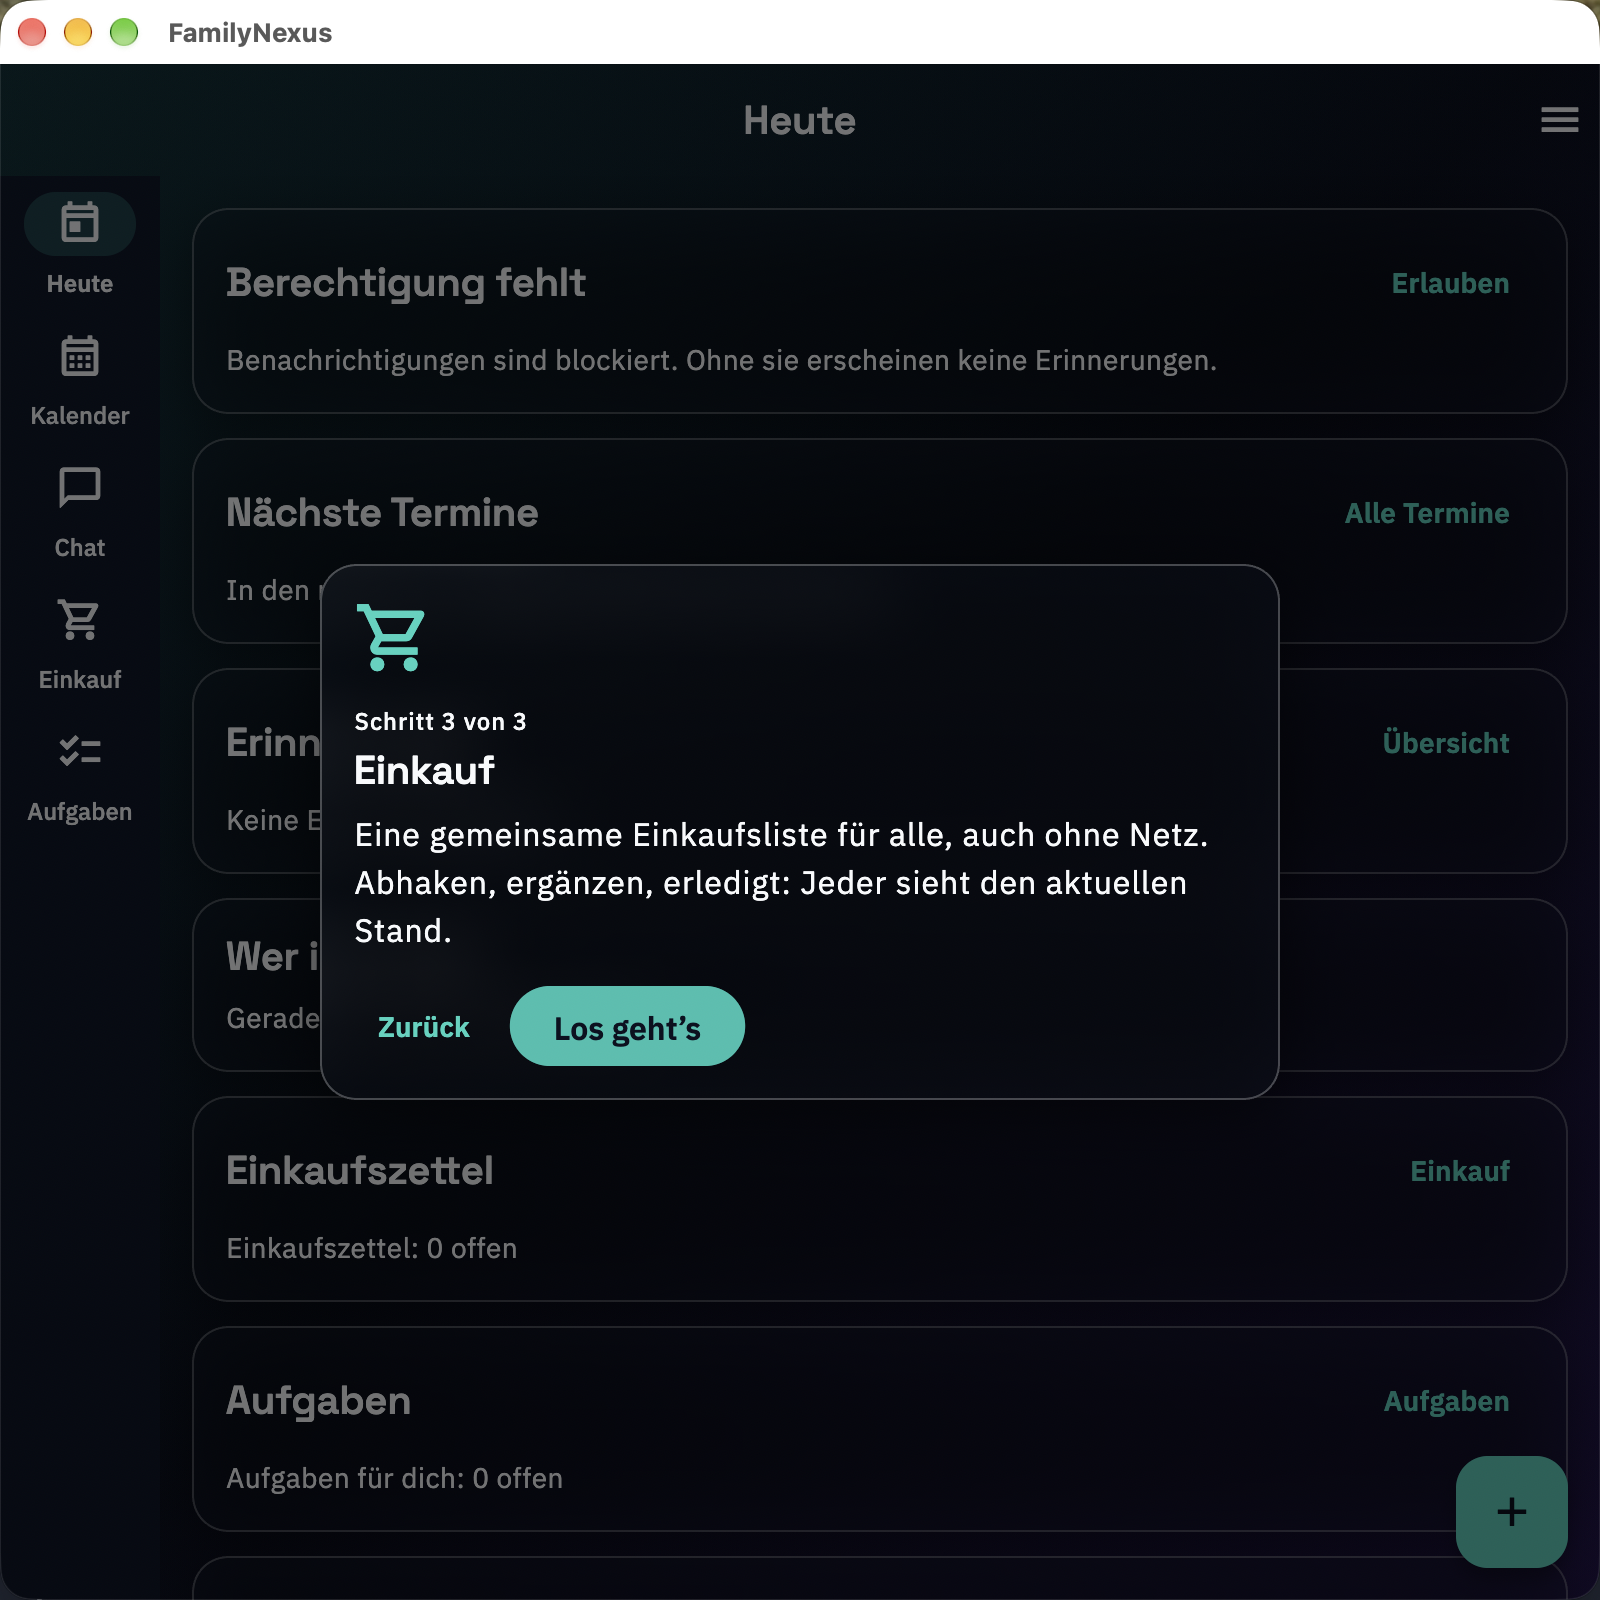 FamilyNexus
Heute
Heute
Kalender
Chat
Einkauf
Aufgaben
Berechtigung fehlt
Erlauben
Benachrichtigungen sind blockiert. Ohne sie erscheinen keine Erinnerungen.
Nächste Termine
Alle Termine
In den
Übersicht
Keine
Wer
Gerade
Schritt 3 von 3
Einkauf
Eine gemeinsame Einkaufsliste für alle, auch ohne Netz.
Abhaken, ergänzen, erledigt: Jeder sieht den aktuellen
Stand.
Zurück
Los geht’s
Einkaufszettel
Einkauf
Einkaufszettel: 0 offen
Aufgaben
Aufgaben
Aufgaben für dich: 0 offen